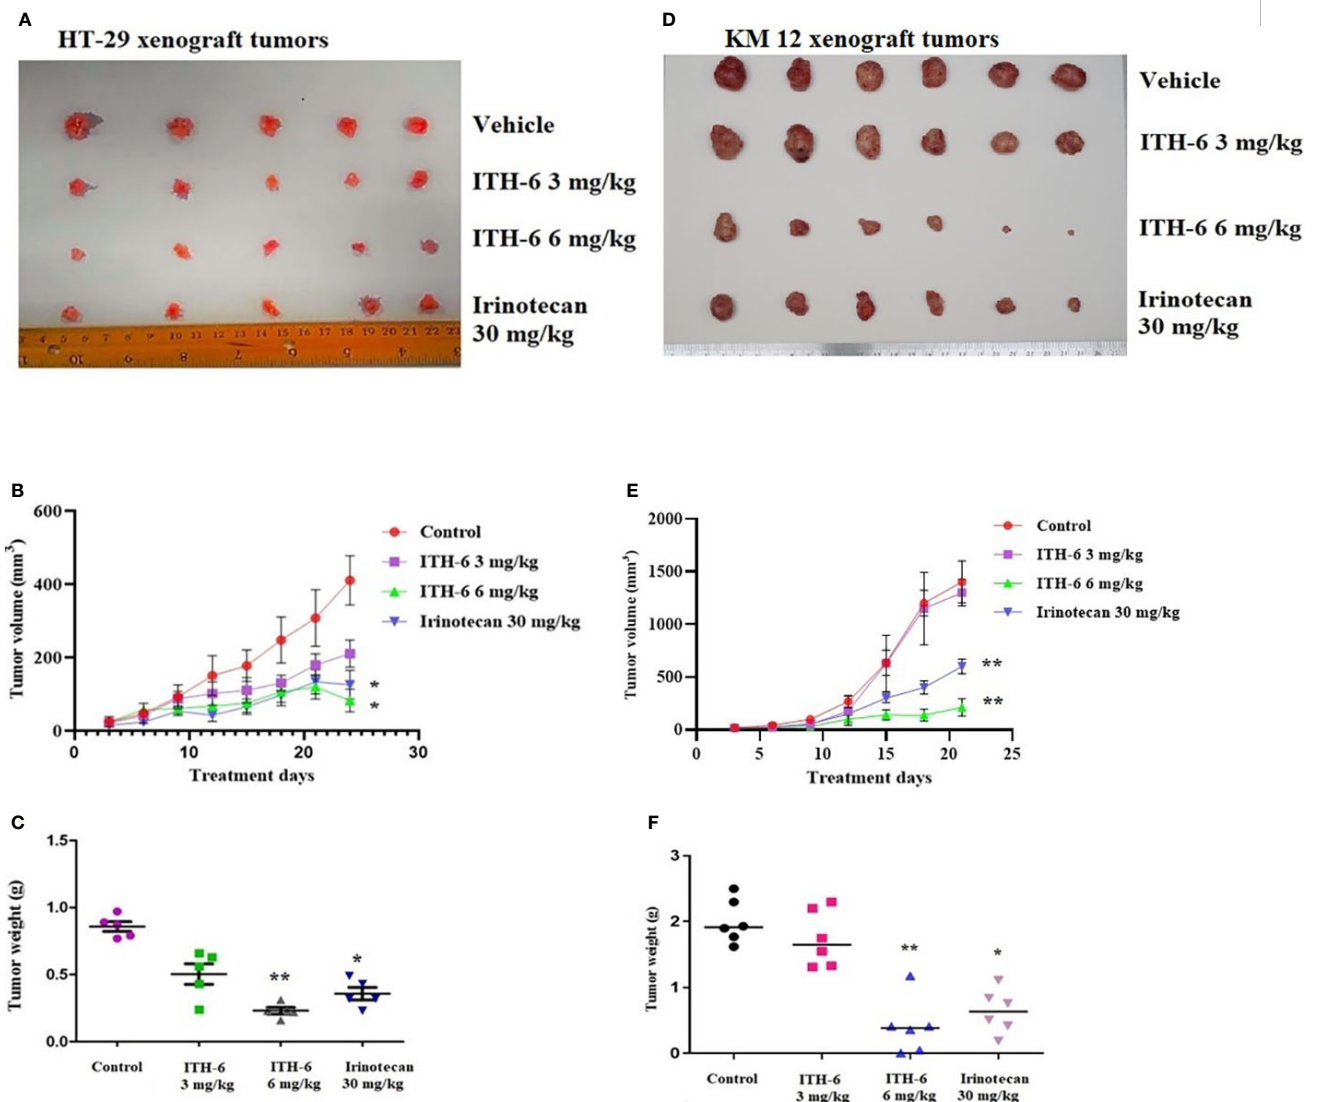 A
HT-29 xenograft tumors
Vehicle
ITH-6 3 mg/kg
ITH-6 6 mg/kg
Irinotecan
30 mg/kg
D
KM 12 xenograft tumors
Vehicle
ITH-6 3 mg/kg
ITH-6 6 mg/kg
Irinotecan
30 mg/kg
B
600
400
200
0
0 10 20 30
Tumor volume (mm³)
Treatment days
Control
ITH-6 3 mg/kg
ITH-6 6 mg/kg
Irinotecan 30 mg/kg
*
*
E
2000
1500
1000
500
0
0 5 10 15 20 25
Tumor volume (mm³)
Treatment days
Control
ITH-6 3 mg/kg
ITH-6 6 mg/kg
Irinotecan 30 mg/kg
**
**
C
1.5
1.0
0.5
0.0
Tumor weight (g)
**
*
Control
ITH-6
3 mg/kg
ITH-6
6 mg/kg
Irinotecan
30 mg/kg
F
3
2
1
0
Tumor weight (g)
**
*
Control
ITH-6
3 mg/kg
ITH-6
6 mg/kg
Irinotecan
30 mg/kg